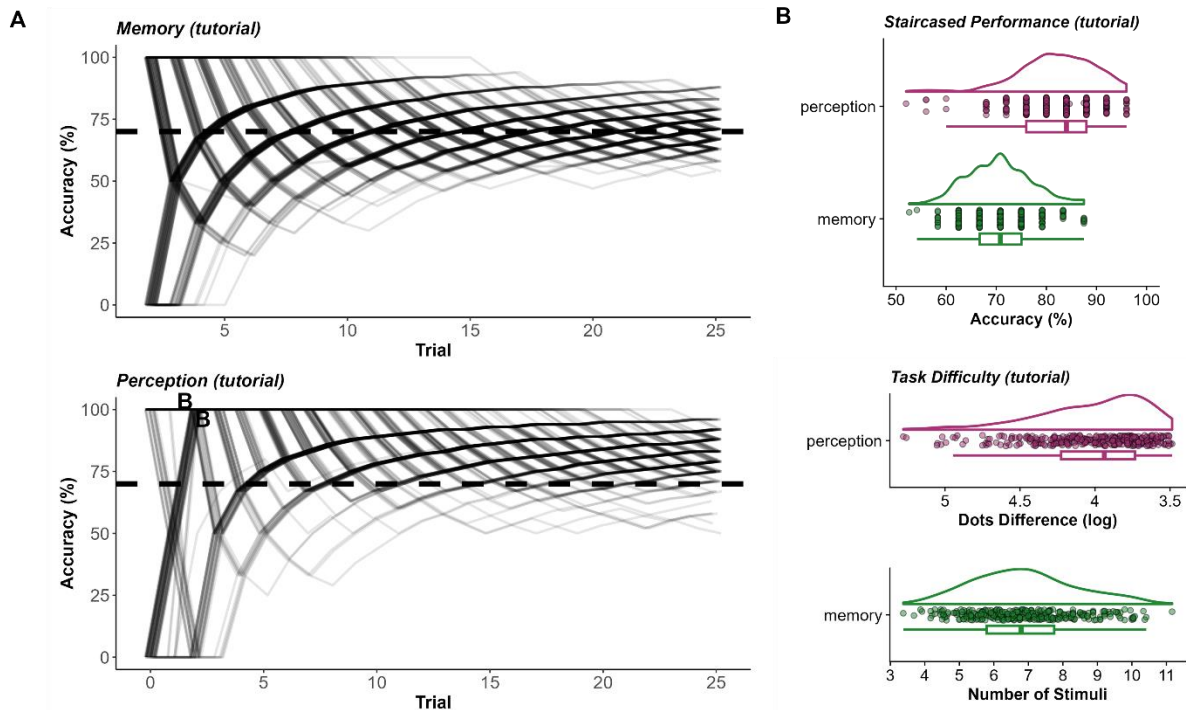 A
Memory (tutorial)
Accuracy (%)
100
75
50
25
0
5 10 15 20 25
Trial
Perception (tutorial)
B
B
Accuracy (%)
100
75
50
25
0
0 5 10 15 20 25
Trial
B
Staircased Performance (tutorial)
perception
memory
50 60 70 80 90 100
Accuracy (%)
Task Difficulty (tutorial)
perception
5 4.5 4 3.5
Dots Difference (log)
memory
3 4 5 6 7 8 9 10 11
Number of Stimuli